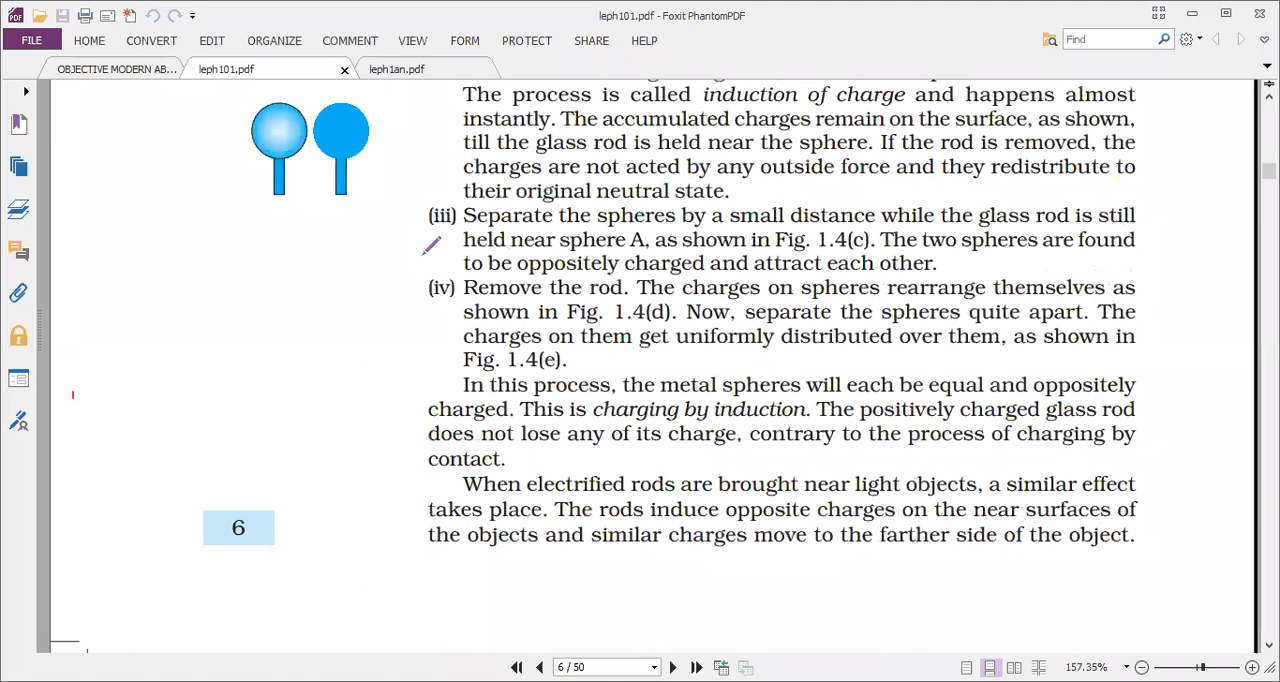 PDF
leph101.pdf - Foxit PhantomPDF
FILE HOME CONVERT EDIT ORGANIZE COMMENT VIEW FORM PROTECT SHARE HELP
Find
OBJECTIVE MODERN AB... leph101.pdf leph1an.pdf
The process is called induction of charge and happens almost
instantly. The accumulated charges remain on the surface, as shown,
till the glass rod is held near the sphere. If the rod is removed, the
charges are not acted by any outside force and they redistribute to
their original neutral state.
(iii) Separate the spheres by a small distance while the glass rod is still
held near sphere A, as shown in Fig. 1.4(c). The two spheres are found
to be oppositely charged and attract each other.
(iv) Remove the rod. The charges on spheres rearrange themselves as
shown in Fig. 1.4(d). Now, separate the spheres quite apart. The
charges on them get uniformly distributed over them, as shown in
Fig. 1.4(e).
In this process, the metal spheres will each be equal and oppositely
charged. This is charging by induction. The positively charged glass rod
does not lose any of its charge, contrary to the process of charging by
contact.
When electrified rods are brought near light objects, a similar effect
takes place. The rods induce opposite charges on the near surfaces of
the objects and similar charges move to the farther side of the object.
6
6 / 50
157.35%